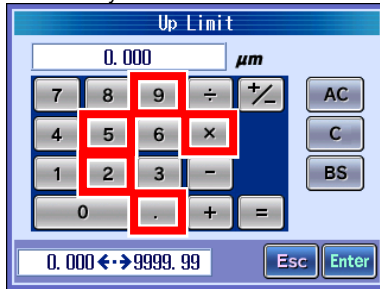 Up Limit
0. 000 µm
7 8 9 ÷ +/− AC
4 5 6 × C
1 2 3 − BS
0 . + =
0. 000 ←·→ 9999. 99 Esc Enter